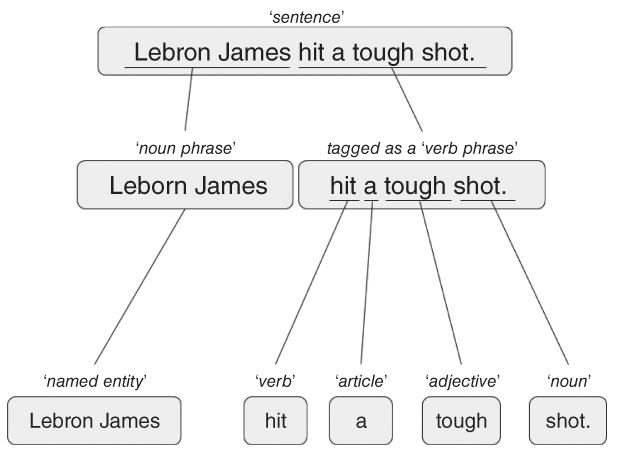 ‘sentence’
Lebron James hit a tough shot.
‘noun phrase’ tagged as a ‘verb phrase’
Leborn James hit a tough shot.
‘named entity’ ‘verb’ ‘article’ ‘adjective’ ‘noun’
Lebron James hit a tough shot.